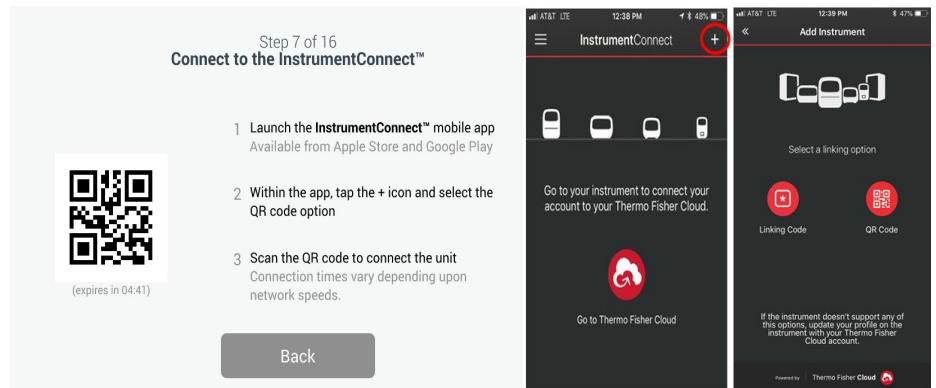 Step 7 of 16
Connect to the InstrumentConnect™
1 Launch the InstrumentConnect™ mobile app
Available from Apple Store and Google Play
2 Within the app, tap the + icon and select the
QR code option
3 Scan the QR code to connect the unit
Connection times vary depending upon
network speeds.
(expires in 04:41)
Back
AT&T LTE 12:38 PM 48%
InstrumentConnect +
Go to your instrument to connect your
account to your Thermo Fisher Cloud.
Go to Thermo Fisher Cloud
AT&T LTE 12:39 PM 47%
« Add Instrument
Select a linking option
Linking Code QR Code
If the instrument doesn't support any of
this options, update your profile on the
instrument with your Thermo Fisher
Cloud account.
Powered by Thermo Fisher Cloud